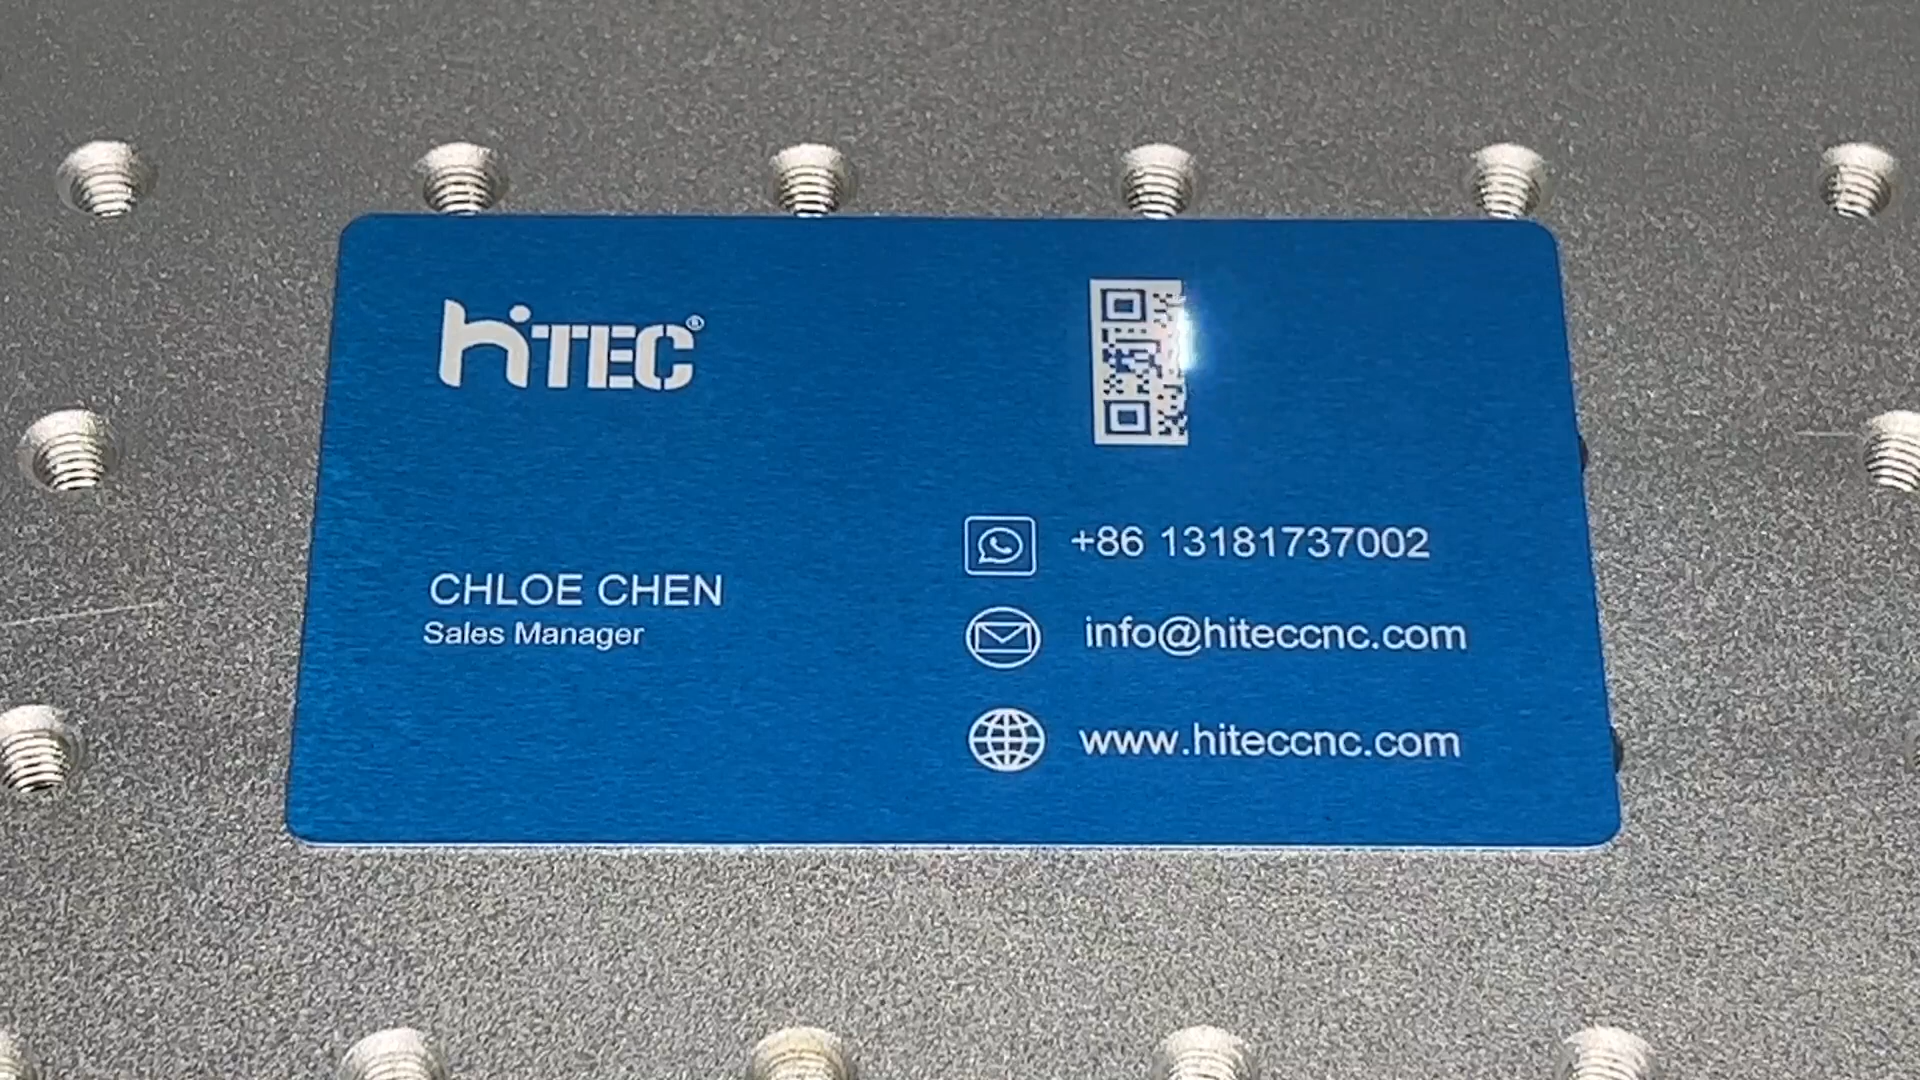 hiTEC®
CHLOE CHEN
Sales Manager
+86 13181737002
info@hiteccnc.com
www.hiteccnc.com